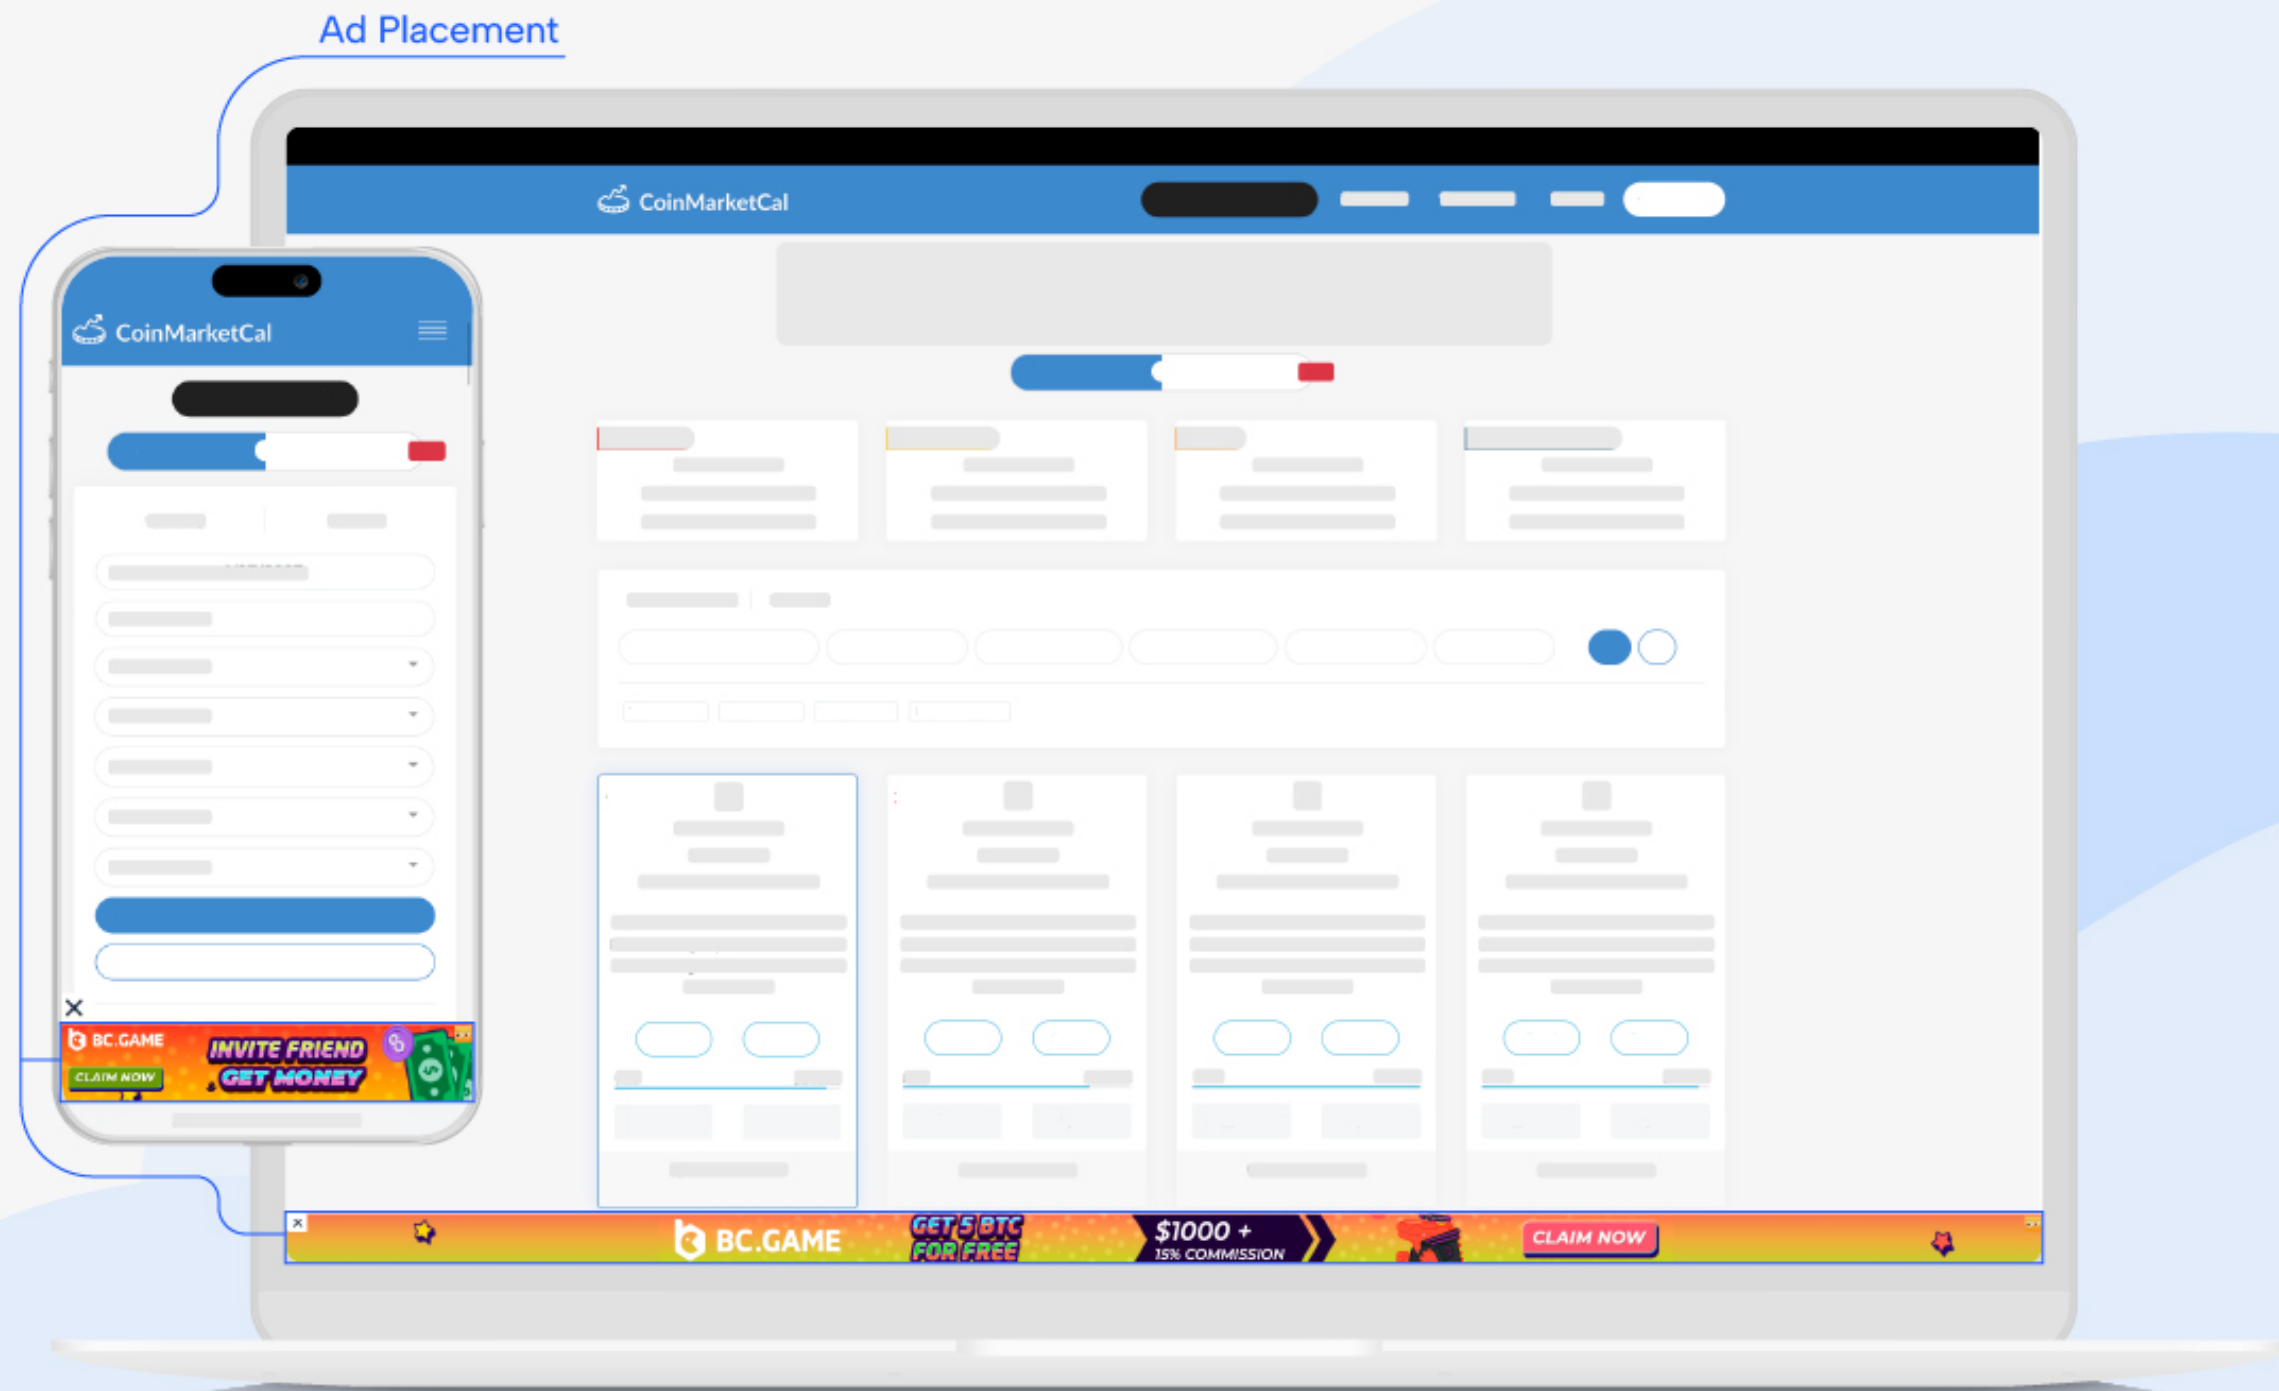 Ad Placement
CoinMarketCal
CoinMarketCal
BC.GAME
INVITE FRIEND
GET MONEY
CLAIM NOW
BC.GAME
GET 5 BTC
FOR FREE
$1000 +
15% COMMISSION
CLAIM NOW